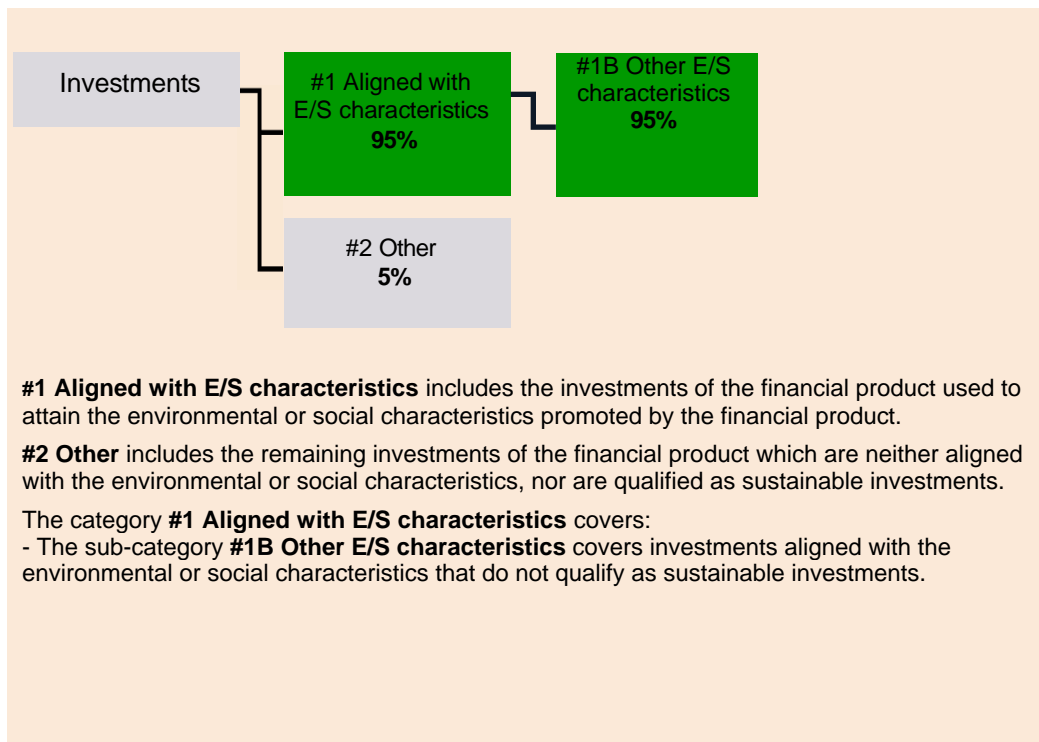 Investments
#1 Aligned with
E/S characteristics
95%
#1B Other E/S
characteristics
95%
#2 Other
5%
#1 Aligned with E/S characteristics includes the investments of the financial product used to
attain the environmental or social characteristics promoted by the financial product.
#2 Other includes the remaining investments of the financial product which are neither aligned
with the environmental or social characteristics, nor are qualified as sustainable investments.
The category #1 Aligned with E/S characteristics covers:
- The sub-category #1B Other E/S characteristics covers investments aligned with the
environmental or social characteristics that do not qualify as sustainable investments.